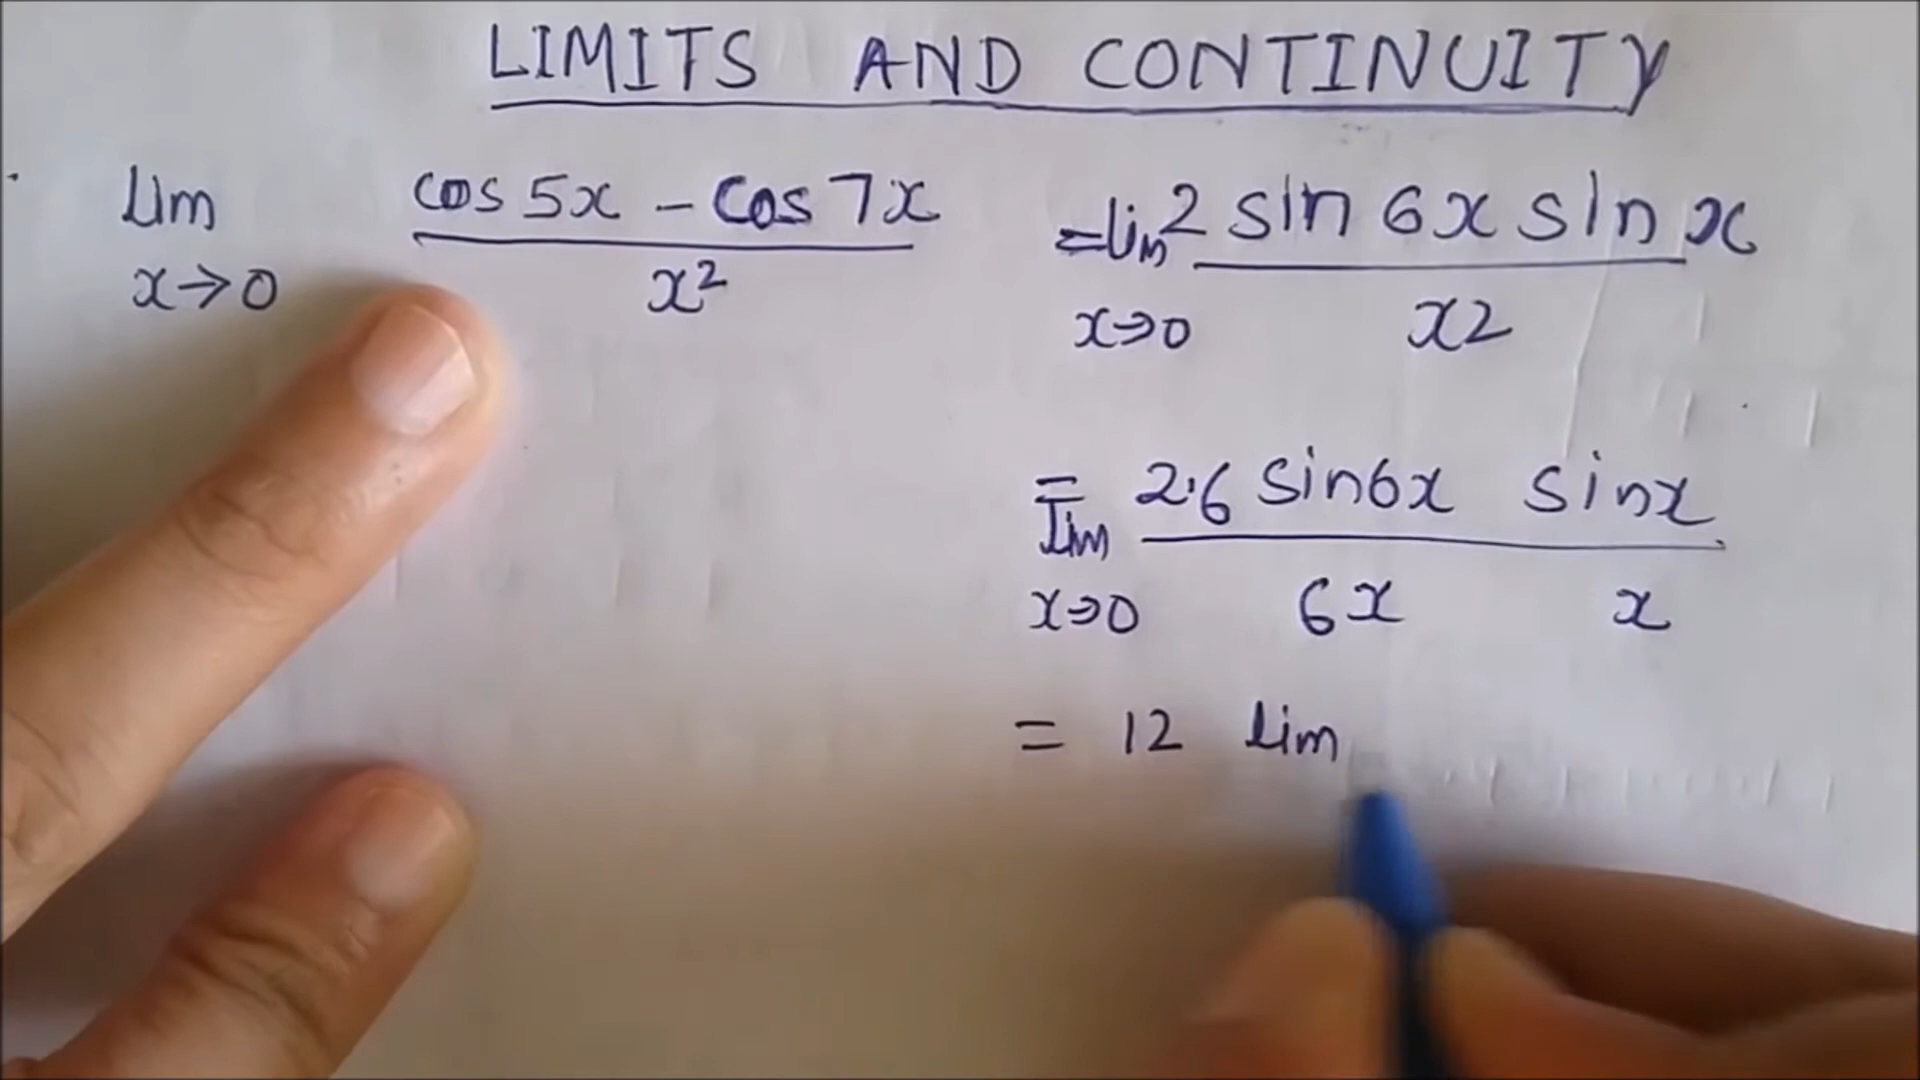 LIMITS AND CONTINUITY
lim cos 5x - cos 7x = lim 2 sin 6x sin x
x→0 x² x→0 x2
= lim 2.6 sin6x sinx
x→0 6x x
= 12 lim